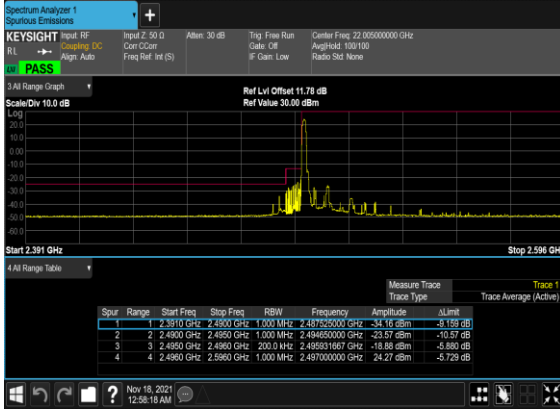 Spectrum Analyzer 1
Spurious Emissions
KEYSIGHT Input: RF Input Z: 50 Ω Atten: 30 dB Trig: Free Run Center Freq: 22.005000000 GHz
RL Coupling: DC Corr CCorr Gate: Off Avg|Hold: 100/100
Align: Auto Freq Ref: Int (S) IF Gain: Low Radio Std: None
PASS
3 All Range Graph
Ref Lvl Offset 11.78 dB
Scale/Div 10.0 dB Ref Value 30.00 dBm
Log
20.0
10.0
0.00
-10.0
-20.0
-30.0
-40.0
-50.0
-60.0
Start 2.391 GHz Stop 2.596 GH
4 All Range Table
Measure Trace Trace 1
Trace Type Trace Average (Active)
Spur Range Start Freq Stop Freq RBW Frequency Amplitude ΔLimit
1 1 2.3910 GHz 2.4900 GHz 1.000 MHz 2.487525000 GHz -34.16 dBm -9.159 dB
2 2 2.4900 GHz 2.4950 GHz 1.000 MHz 2.494650000 GHz -23.57 dBm -10.57 dB
3 3 2.4950 GHz 2.4960 GHz 200.0 kHz 2.495931667 GHz -18.88 dBm -5.880 dB
4 4 2.4960 GHz 2.5960 GHz 1.000 MHz 2.497000000 GHz 24.27 dBm -5.729 dB
Nov 18, 2021
12:58:18 AM